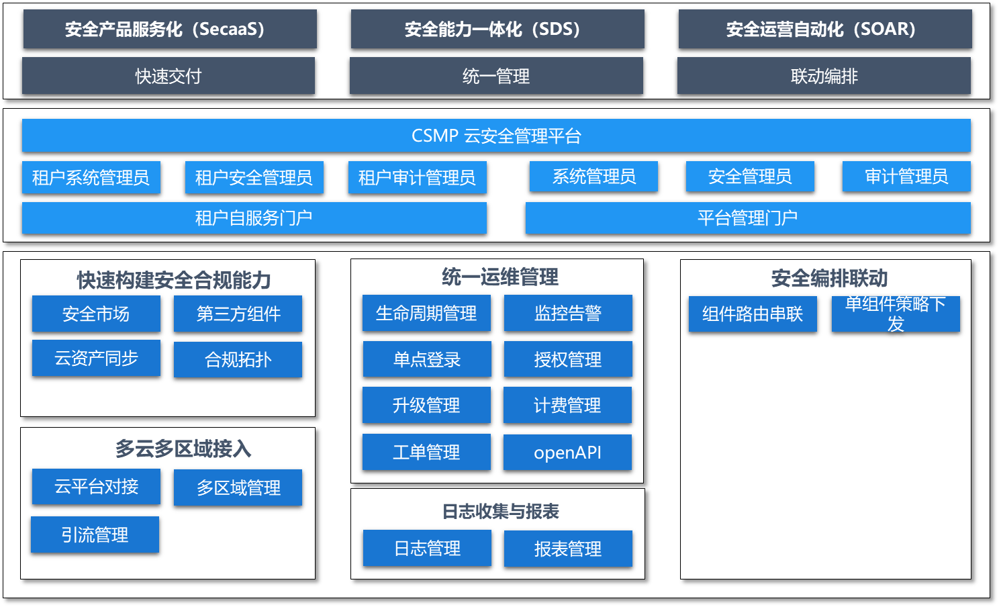 安全产品服务化（SecaaS）
安全能力一体化（SDS）
安全运营自动化（SOAR）
快速交付
统一管理
联动编排
CSMP 云安全管理平台
租户系统管理员
租户安全管理员
租户审计管理员
系统管理员
安全管理员
审计管理员
租户自服务门户
平台管理门户
快速构建安全合规能力
安全市场
第三方组件
云资产同步
合规拓扑
多云多区域接入
云平台对接
多区域管理
引流管理
统一运维管理
生命周期管理
监控告警
单点登录
授权管理
升级管理
计费管理
工单管理
openAPI
日志收集与报表
日志管理
报表管理
安全编排联动
组件路由串联
单组件策略下
发